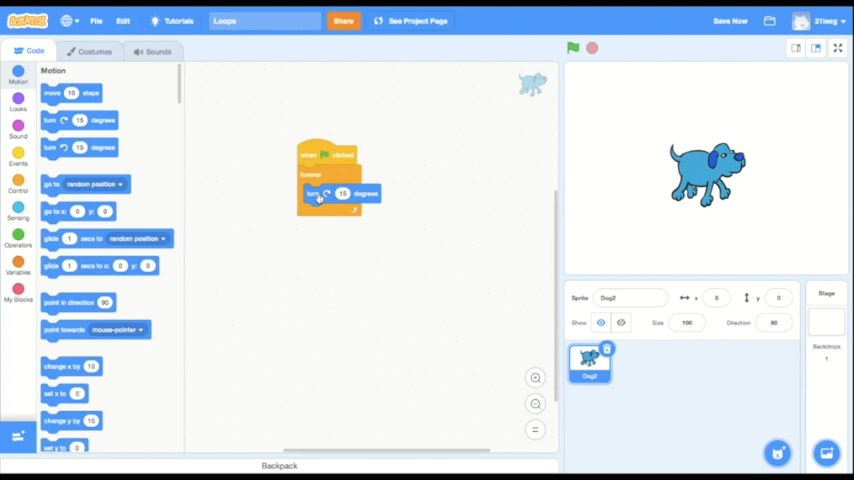 SCRATCH File Edit Tutorials Loops Share See Project Page Save Now 21leeg
Code Costumes Sounds
Motion
Looks
Sound
Events
Control
Sensing
Operators
Variables
My Blocks
Motion
move 10 steps
turn 15 degrees
turn 15 degrees
go to random position
go to x: 0 y: 0
glide 1 secs to random position
glide 1 secs to x: 0 y: 0
point in direction 90
point towards mouse-pointer
change x by 10
set x to 0
change y by 10
set y to 0
when clicked
forever
turn 15 degrees
Backpack
Sprite Dog2 x 0 y 0
Show Size 100 Direction 90
Dog2
Stage
Backdrops
1